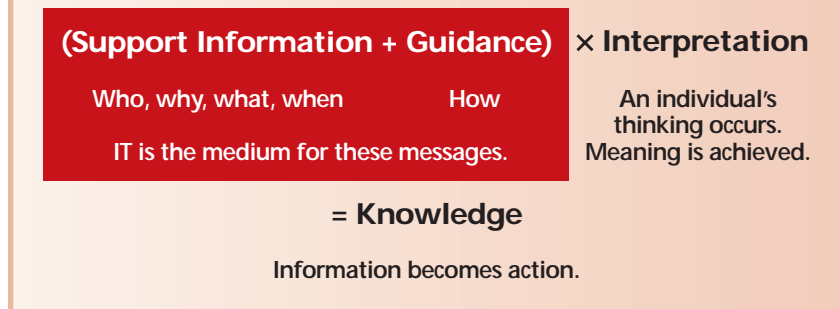 (Support Information + Guidance) × Interpretation
Who, why, what, when How An individual's
thinking occurs.
IT is the medium for these messages. Meaning is achieved.
= Knowledge
Information becomes action.